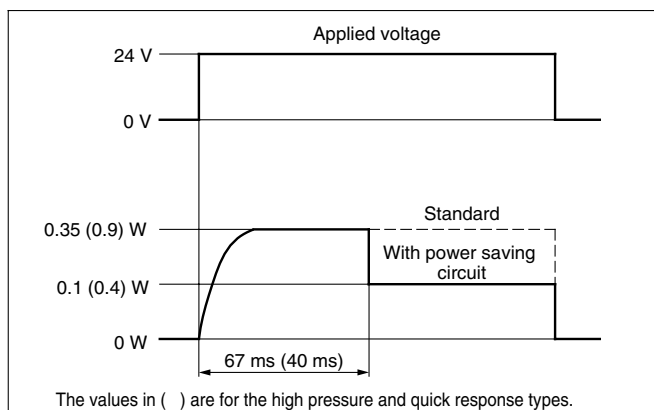 Applied voltage
24 V
0 V
0.35 (0.9) W
Standard
With power saving
circuit
0.1 (0.4) W
0 W
67 ms (40 ms)
The values in (  ) are for the high pressure and quick response types.